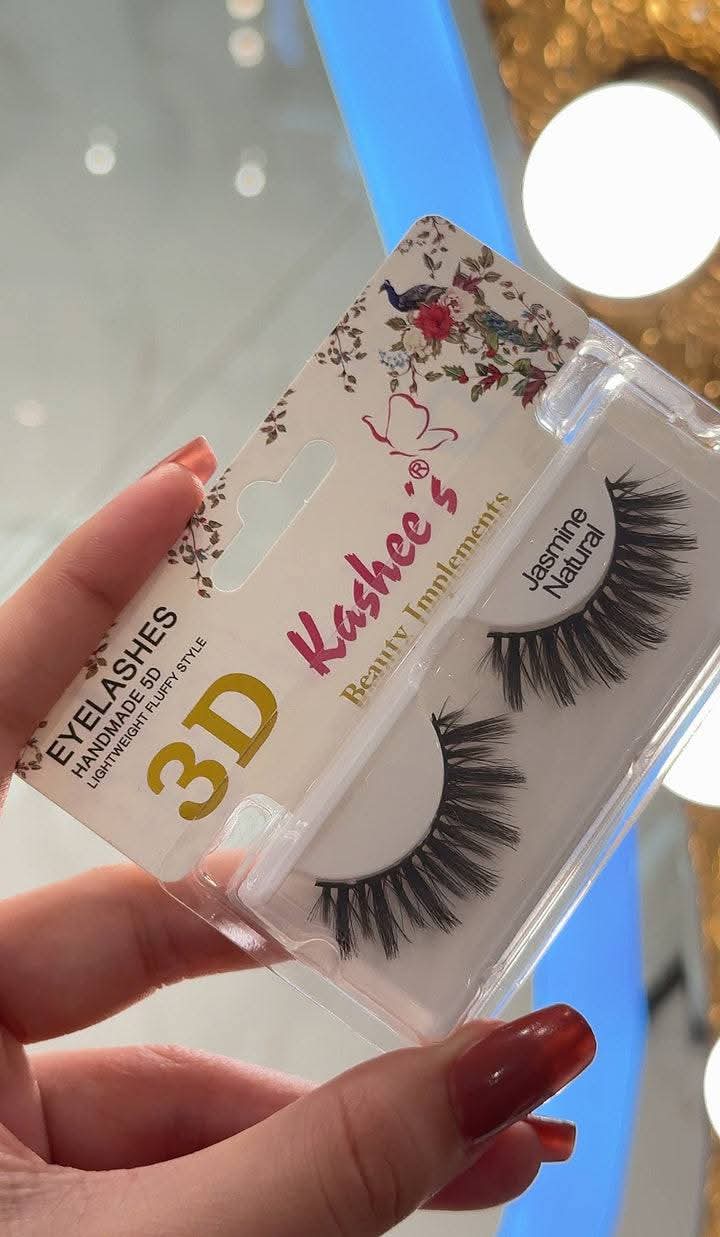 EYELASHES
HANDMADE 5D
LIGHTWEIGHT FLUFFY STYLE
3D
Kashee's®
Beauty Implements
Jasmine
Natural